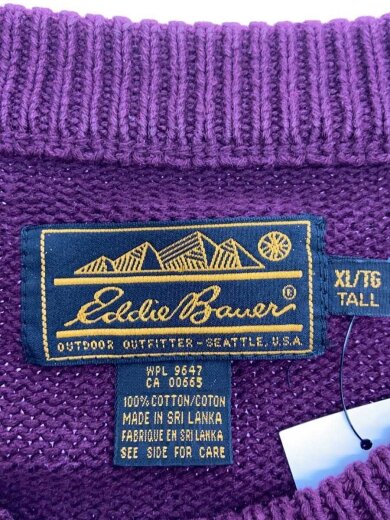 Eddie Bauer®
OUTDOOR OUTFITTER - SEATTLE, U.S.A.
XL/TG
TALL
WPL 9647
CA 00665
100% COTTON/COTON
MADE IN SRI LANKA
FABRIQUE EN SRI LANKA
SEE SIDE FOR CARE